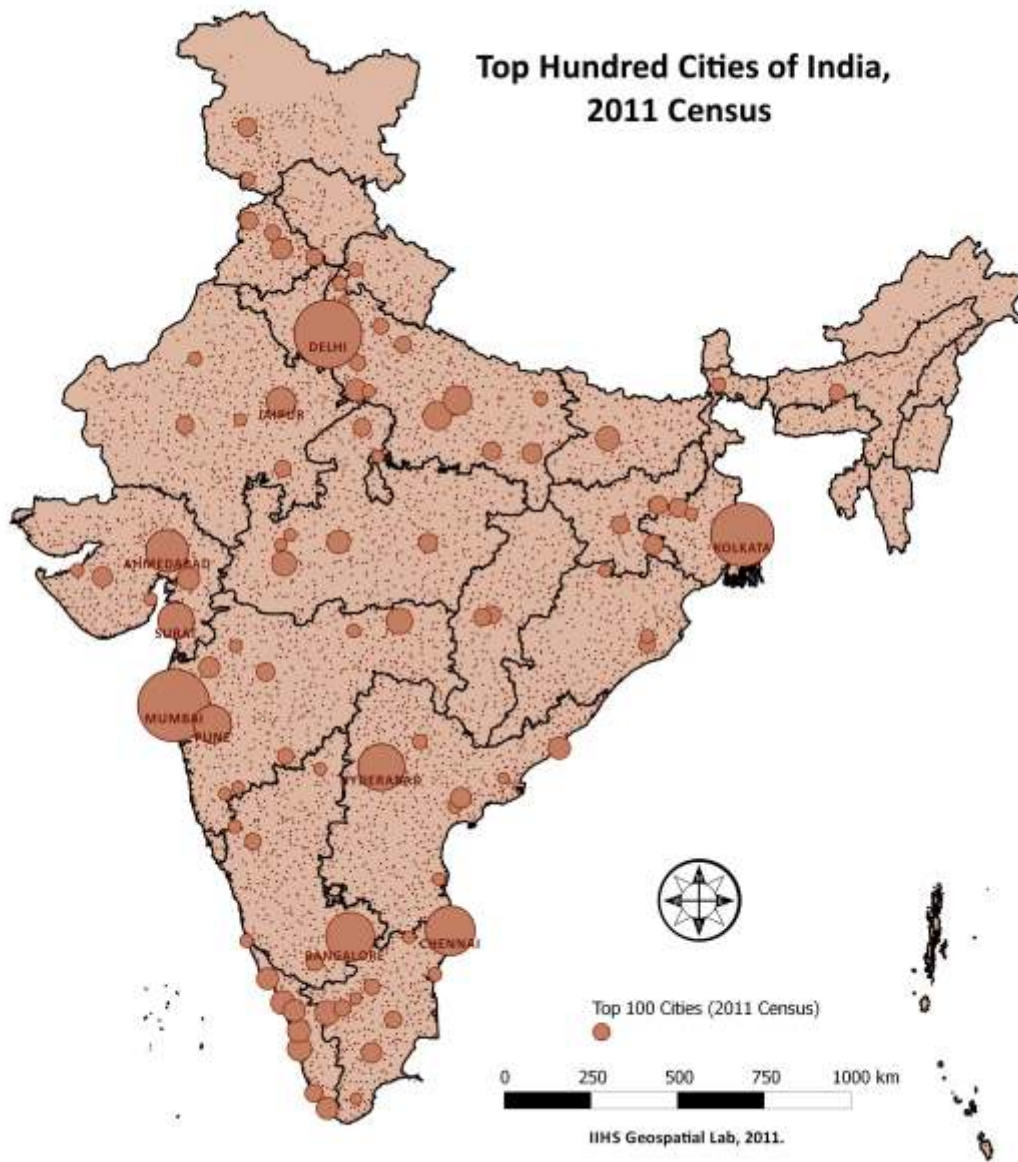 Top Hundred Cities of India,
2011 Census
DELHI
JAIPUR
AHMEDABAD
KOLKATA
SURAT
MUMBAI
PUNE
HYDERABAD
BANGALORE
CHENNAI
Top 100 Cities (2011 Census)
0 250 500 750 1000 km
IIHS Geospatial Lab, 2011.